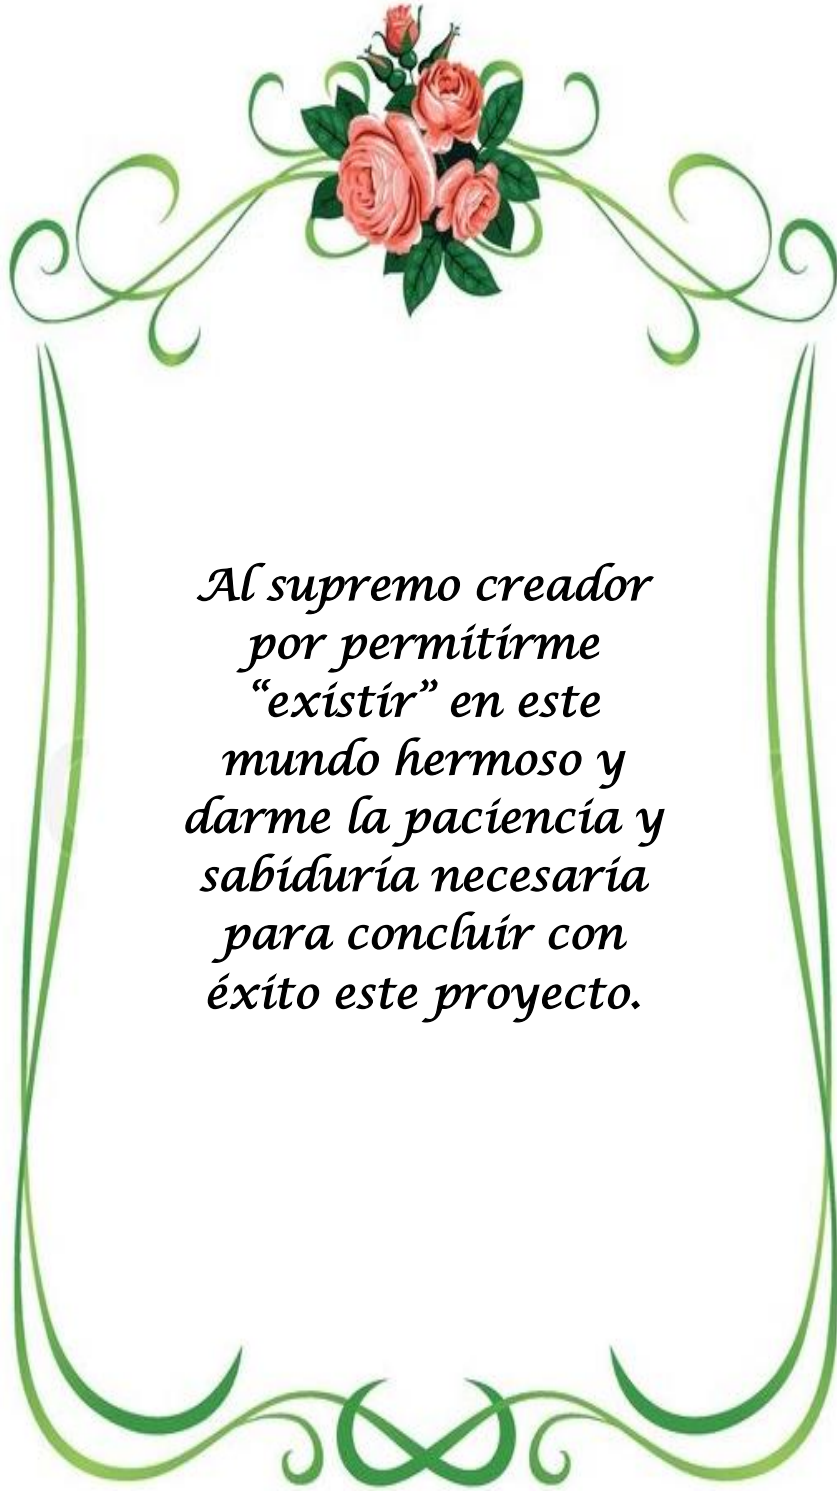 Al supremo creador
por permitirme
“existir” en este
mundo hermoso y
darme la paciencia y
sabiduría necesaria
para concluir con
éxito este proyecto.